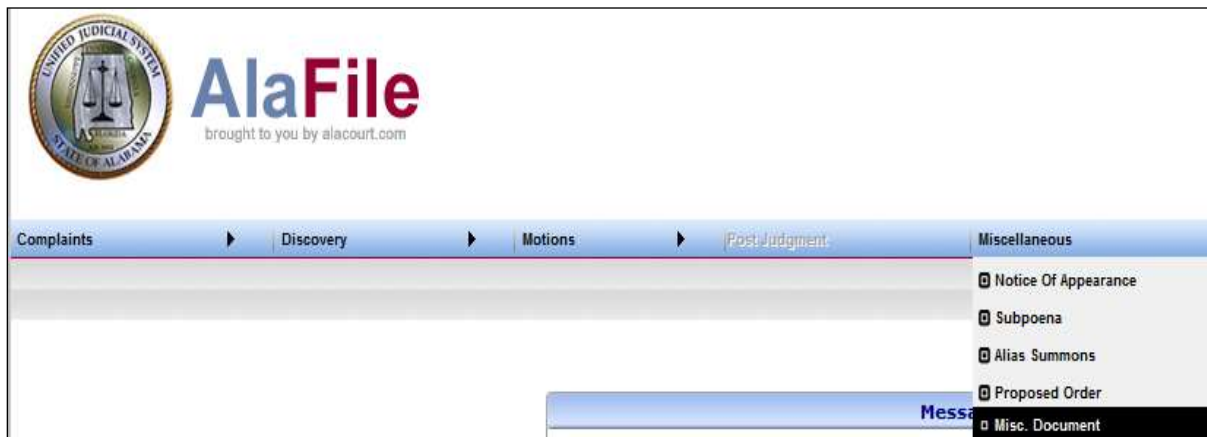 UNIFIED JUDICIAL SYSTEM
STATE OF ALABAMA
AlaFile
brought to you by alacourt.com
Complaints Discovery Motions Post Judgment Miscellaneous
Notice Of Appearance
Subpoena
Alias Summons
Proposed Order
Messa
Misc. Document